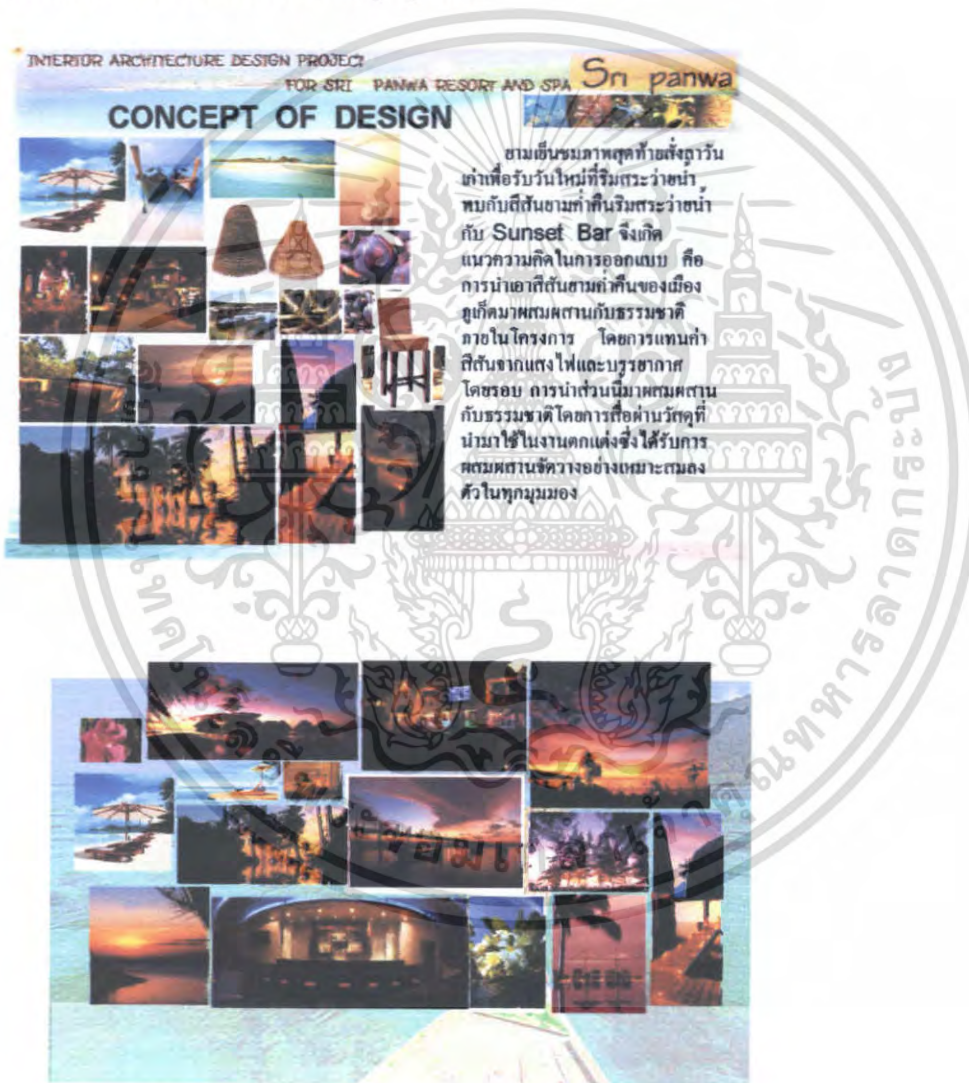 INTERIOR ARCHITECTURE DESIGN PROJECT
FOR SRI PANWA RESORT AND SPA
Sri panwa
CONCEPT OF DESIGN
ยามเย็นชมภาพสุดท้ายสั่งลาวัน
เก่าเพื่อรับวันใหม่ที่ริมสระว่ายน้ำ
พบกับสีสันยามค่ำคืนริมสระว่ายน้ำ
กับ Sunset Bar จึงเกิด
แนวความคิดในการออกแบบ คือ
การนำเอาสีสันยามค่ำคืนของเมือง
ภูเก็ตมาผสมผสานกับธรรมชาติ
ภายในโครงการ โดยการแทนค่า
สีสันจากแสงไฟและบรรยากาศ
โดยรอบ การนำส่วนนี้มาผสมผสาน
กับธรรมชาติโดยการสื่อผ่านวัสดุที่
นำมาใช้ในงานตกแต่งซึ่งได้รับการ
ผสมผสานจัดวางอย่างเหมาะสมลง
ตัวในทุกมุมมอง